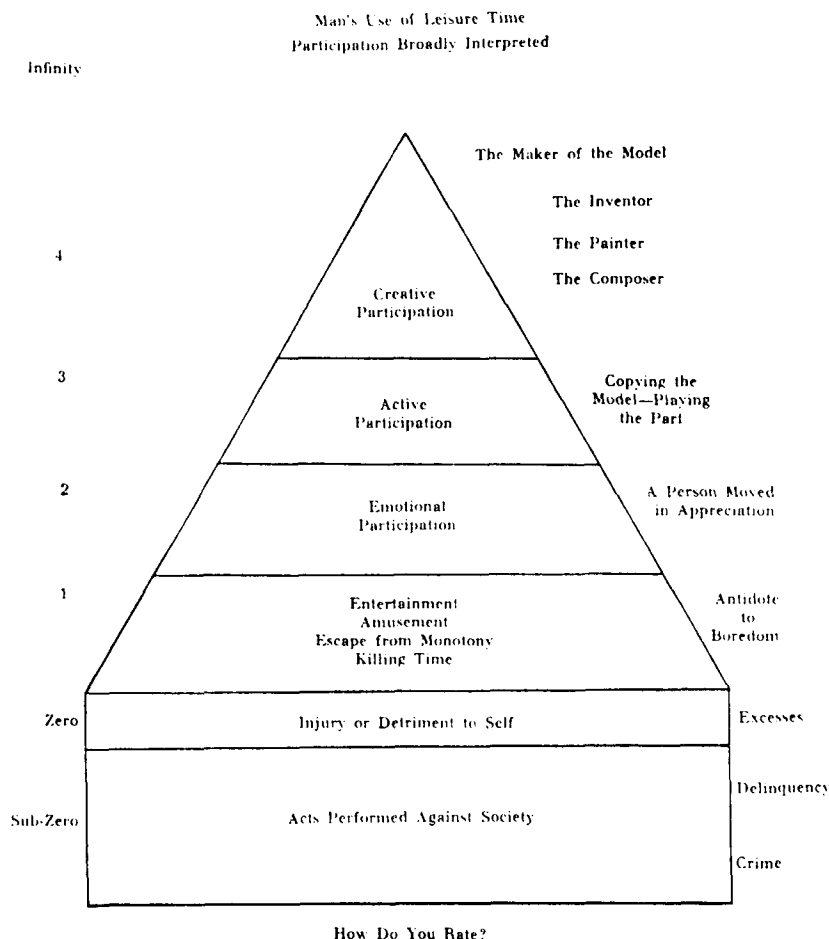 Man's Use of Leisure Time
Participation Broadly Interpreted
Infinity
The Maker of the Model
The Inventor
The Painter
The Composer
4
Creative
Participation
3
Active
Participation
Copying the
Model—Playing
the Part
2
Emotional
Participation
A Person Moved
in Appreciation
1
Entertainment
Amusement
Escape from Monotony
Killing Time
Antidote
to
Boredom
Zero
Injury or Detriment to Self
Excesses
Sub-Zero
Acts Performed Against Society
Delinquency
Crime
How Do You Rate?